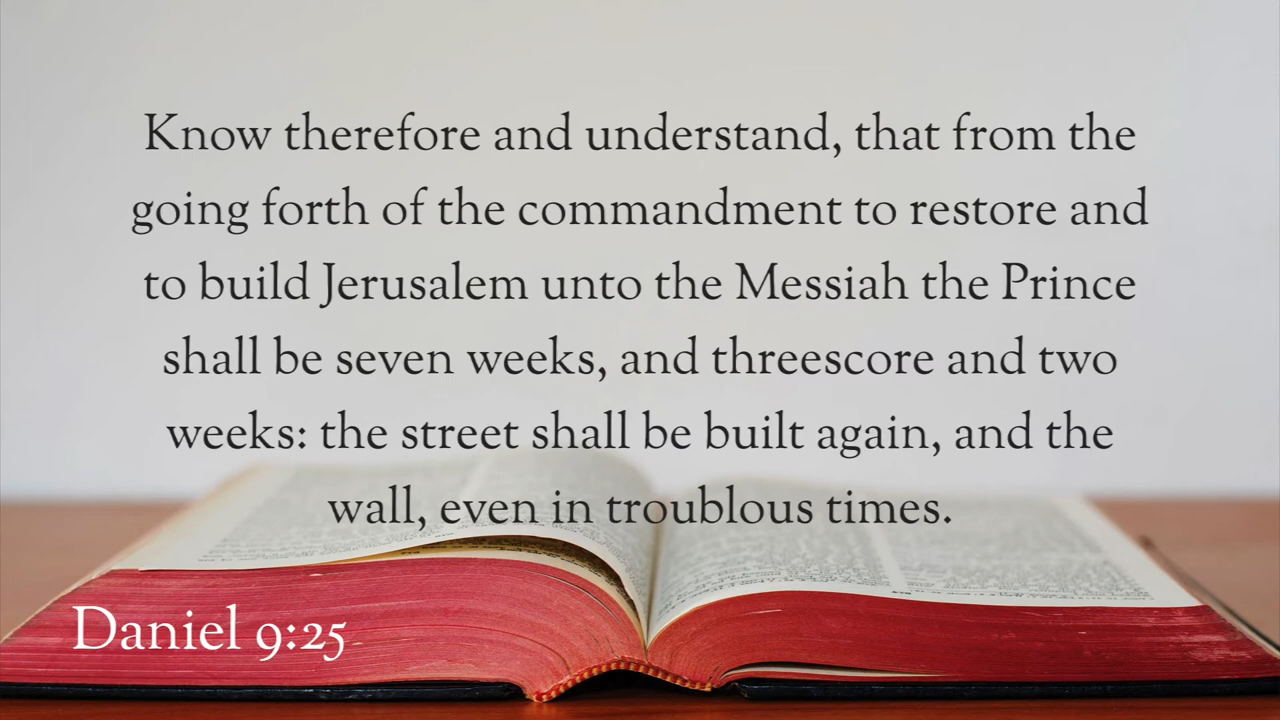 Know therefore and understand, that from the
going forth of the commandment to restore and
to build Jerusalem unto the Messiah the Prince
shall be seven weeks, and threescore and two
weeks: the street shall be built again, and the
wall, even in troublous times.
Daniel 9:25